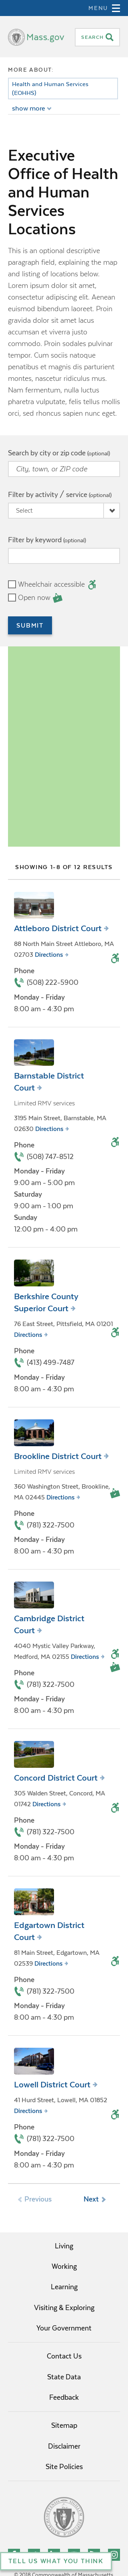 MENU
Mass.gov
SEARCH
MORE ABOUT:
Health and Human Services
(EOHHS)
show more
Executive
Office of Health
and Human
Services
Locations
This is an optional descriptive
paragraph field, explaining the map
and listing of locations below.
Lorem ipsum dolor sit amet,
consectetur adipiscing elit. Aenean
euismod bibendum laoreet. Proin
gravida dolor sit amet lacus
accumsan et viverra justo
commodo. Proin sodales pulvinar
tempor. Cum sociis natoque
penatibus et magnis dis parturient
montes, nascetur ridiculus mus.
Nam fermentum, nulla luctus
pharetra vulputate, felis tellus mollis
orci, sed rhoncus sapien nunc eget.
Search by city or zip code (optional)
City, town, or ZIP code
Filter by activity / service (optional)
Select
Filter by keyword (optional)
Wheelchair accessible
Open now
SUBMIT
SHOWING 1-8 OF 12 RESULTS
Attleboro District Court
88 North Main Street Attleboro, MA
02703 Directions
Phone
(508) 222-5900
Monday - Friday
8:00 am - 4:30 pm
Barnstable District
Court
Limited RMV services
3195 Main Street, Barnstable, MA
02630 Directions
Phone
(508) 747-8512
Monday - Friday
9:00 am - 5:00 pm
Saturday
9:00 am - 1:00 pm
Sunday
12:00 pm - 4:00 pm
Berkshire County
Superior Court
76 East Street, Pittsfield, MA 01201
Directions
Phone
(413) 499-7487
Monday - Friday
8:00 am - 4:30 pm
Brookline District Court
Limited RMV services
360 Washington Street, Brookline,
MA 02445 Directions
Phone
(781) 322-7500
Monday - Friday
8:00 am - 4:30 pm
Cambridge District
Court
4040 Mystic Valley Parkway,
Medford, MA 02155 Directions
Phone
(781) 322-7500
Monday - Friday
8:00 am - 4:30 pm
Concord District Court
305 Walden Street, Concord, MA
01742 Directions
Phone
(781) 322-7500
Monday - Friday
8:00 am - 4:30 pm
Edgartown District
Court
81 Main Street, Edgartown, MA
02539 Directions
Phone
(781) 322-7500
Monday - Friday
8:00 am - 4:30 pm
Lowell District Court
41 Hurd Street, Lowell, MA 01852
Directions
Phone
(781) 322-7500
Monday - Friday
8:00 am - 4:30 pm
Previous
Next
Living
Working
Learning
Visiting & Exploring
Your Government
Contact Us
State Data
Feedback
Sitemap
Disclaimer
Site Policies
TELL US WHAT YOU THINK
© 2018 Commonwealth of Massachusetts